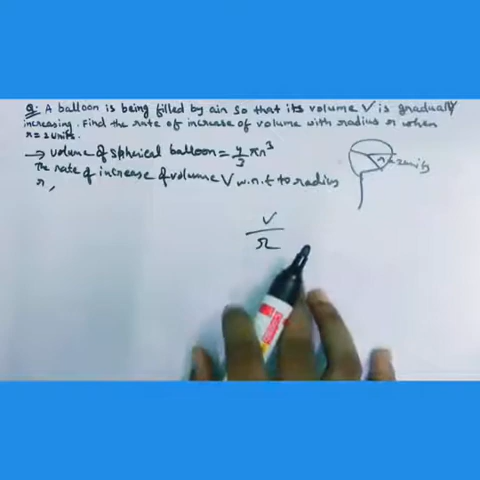 Q: A balloon is being filled by air so that its volume V is gradually
increasing. Find the rate of increase of volume with radius r when
r = 2 units.
→ volume of spherical balloon = 4/3 πr³
r = 2 units
The rate of increase of volume V w.r.t to radius
r,
V
r